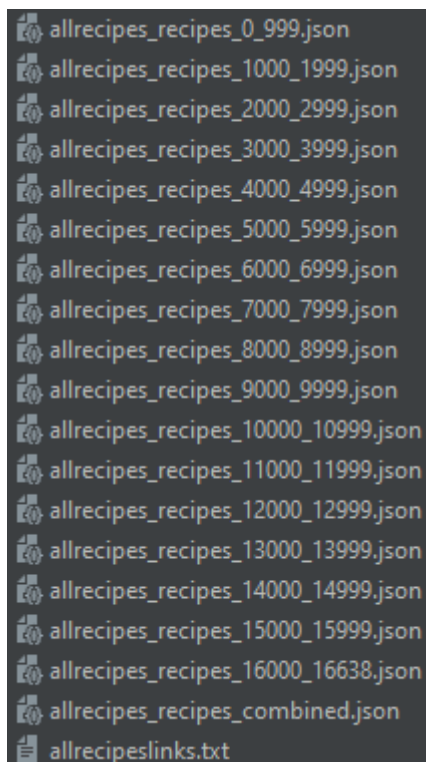 allrecipes_recipes_0_999.json
allrecipes_recipes_1000_1999.json
allrecipes_recipes_2000_2999.json
allrecipes_recipes_3000_3999.json
allrecipes_recipes_4000_4999.json
allrecipes_recipes_5000_5999.json
allrecipes_recipes_6000_6999.json
allrecipes_recipes_7000_7999.json
allrecipes_recipes_8000_8999.json
allrecipes_recipes_9000_9999.json
allrecipes_recipes_10000_10999.json
allrecipes_recipes_11000_11999.json
allrecipes_recipes_12000_12999.json
allrecipes_recipes_13000_13999.json
allrecipes_recipes_14000_14999.json
allrecipes_recipes_15000_15999.json
allrecipes_recipes_16000_16638.json
allrecipes_recipes_combined.json
allrecipeslinks.txt